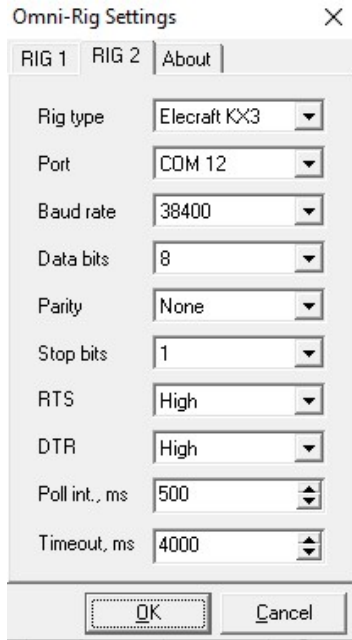 Omni-Rig Settings
RIG 1 RIG 2 About
Rig type Elecraft KX3
Port COM 12
Baud rate 38400
Data bits 8
Parity None
Stop bits 1
RTS High
DTR High
Poll int., ms 500
Timeout, ms 4000
OK Cancel